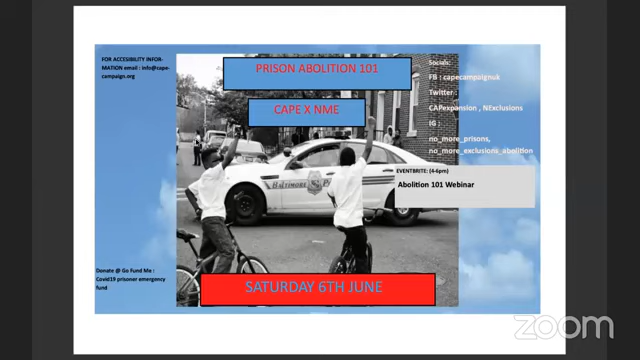 FOR ACCESIBILITY INFOR-
MATION email : info@cape-
campaign.org
PRISON ABOLITION 101
CAPE X NME
Socials:
FB : capecampaignuk
Twitter :
CAPexpansion , NExclusions
IG :
no_more_prisons,
no_more_exclusions_abolition
EVENTBRITE: (4-6pm)
Abolition 101 Webinar
BALTIMORE
Donate @ Go Fund Me :
Covid19 prisoner emergency
fund
SATURDAY 6TH JUNE
zoom